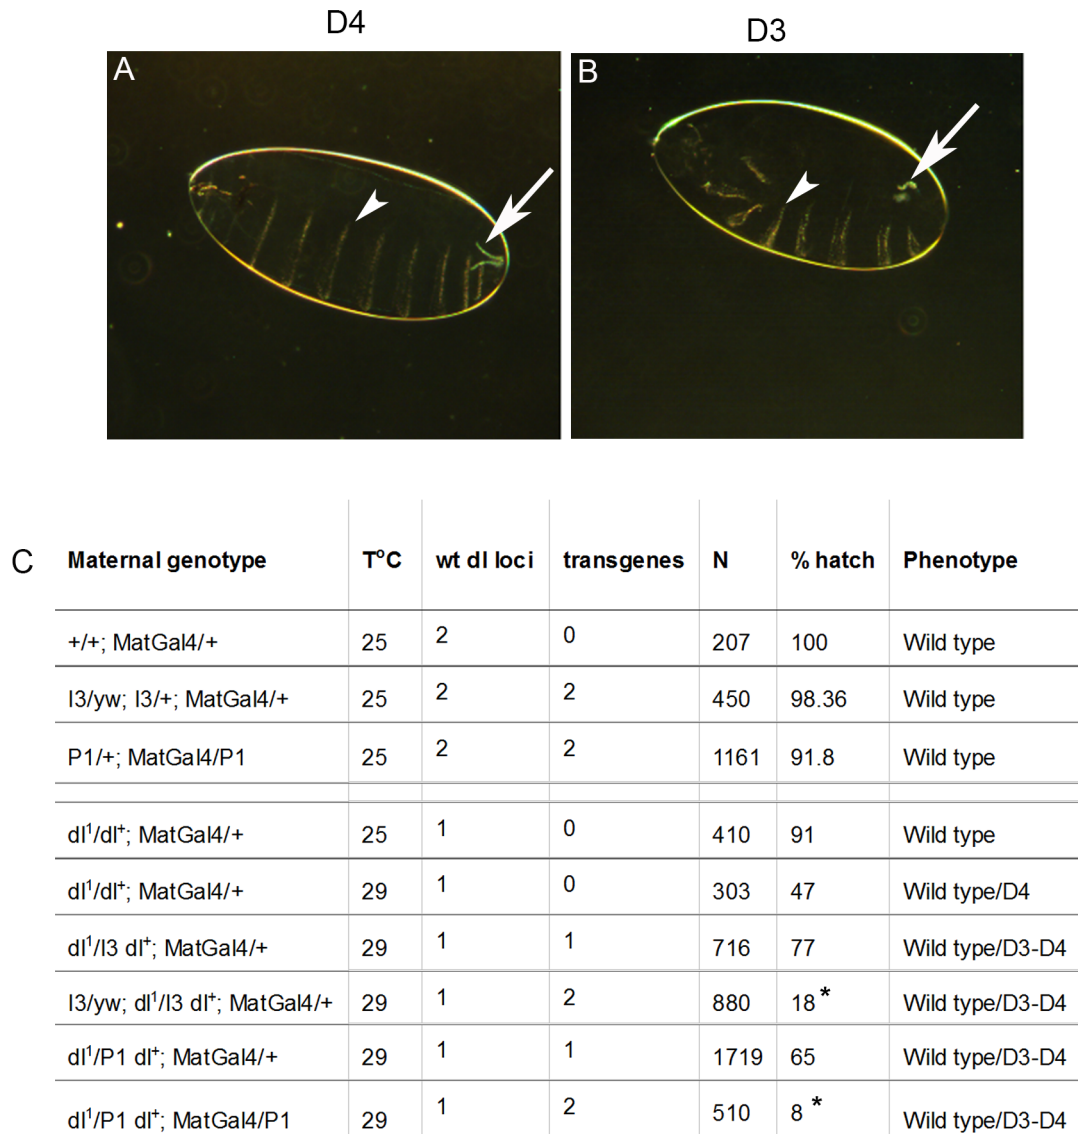 D4 D3
A B
C Maternal genotype T°C wt dl loci transgenes N % hatch Phenotype
+/+; MatGal4/+ 25 2 0 207 100 Wild type
I3/yw; I3/+; MatGal4/+ 25 2 2 450 98.36 Wild type
P1/+; MatGal4/P1 25 2 2 1161 91.8 Wild type
dl¹/dl⁺; MatGal4/+ 25 1 0 410 91 Wild type
dl¹/dl⁺; MatGal4/+ 29 1 0 303 47 Wild type/D4
dl¹/I3 dl⁺; MatGal4/+ 29 1 1 716 77 Wild type/D3-D4
I3/yw; dl¹/I3 dl⁺; MatGal4/+ 29 1 2 880 18* Wild type/D3-D4
dl¹/P1 dl⁺; MatGal4/+ 29 1 1 1719 65 Wild type/D3-D4
dl¹/P1 dl⁺; MatGal4/P1 29 1 2 510 8* Wild type/D3-D4